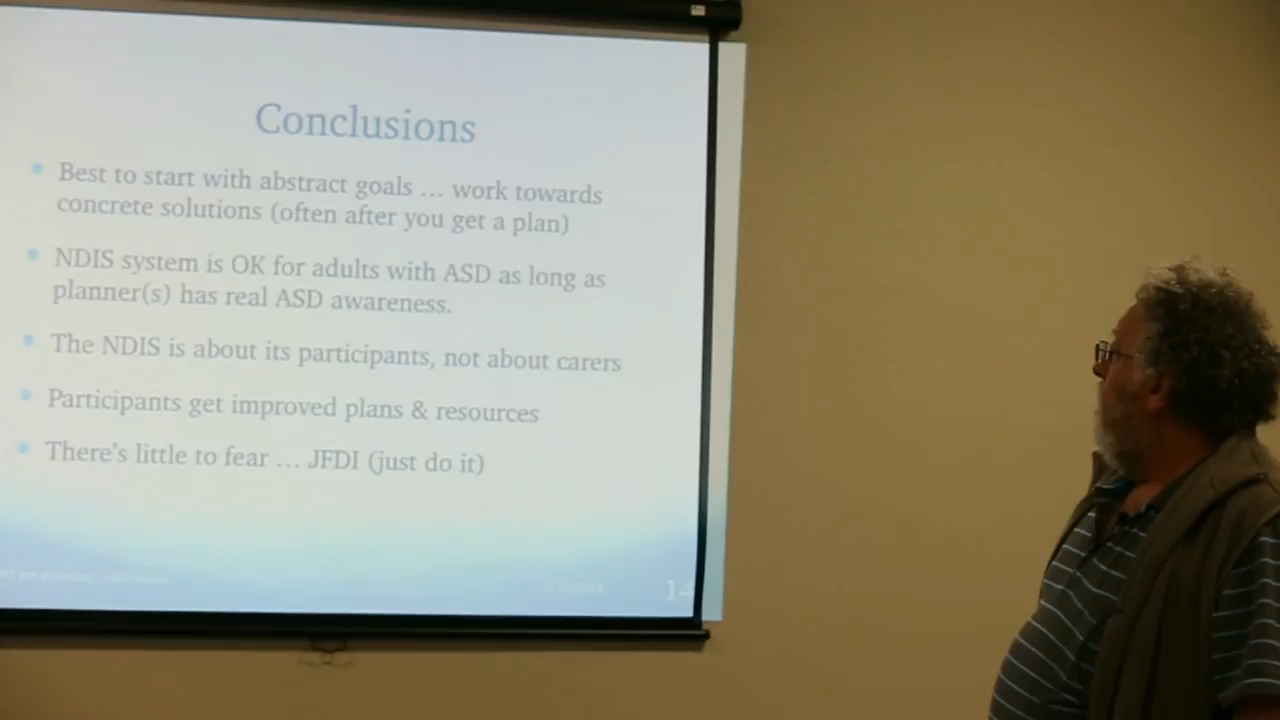 Conclusions
Best to start with abstract goals … work towards
concrete solutions (often after you get a plan)
NDIS system is OK for adults with ASD as long as
planner(s) has real ASD awareness.
The NDIS is about its participants, not about carers
Participants get improved plans & resources
There's little to fear … JFDI (just do it)
14